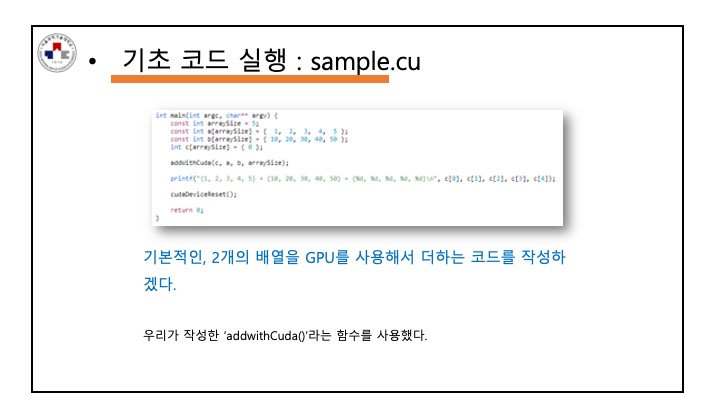 • 기초 코드 실행 : sample.cu
int main(int argc, char** argv) {
const int arraySize = 5;
const int a[arraySize] = { 1, 2, 3, 4, 5 };
const int b[arraySize] = { 10, 20, 30, 40, 50 };
int c[arraySize] = { 0 };
addWithCuda(c, a, b, arraySize);
printf("{1, 2, 3, 4, 5} + {10, 20, 30, 40, 50} = {%d, %d, %d, %d, %d}\n", c[0], c[1], c[2], c[3], c[4]);
cudaDeviceReset();
return 0;
}
기본적인, 2개의 배열을 GPU를 사용해서 더하는 코드를 작성하
겠다.
우리가 작성한 ‘addwithCuda()’라는 함수를 사용했다.